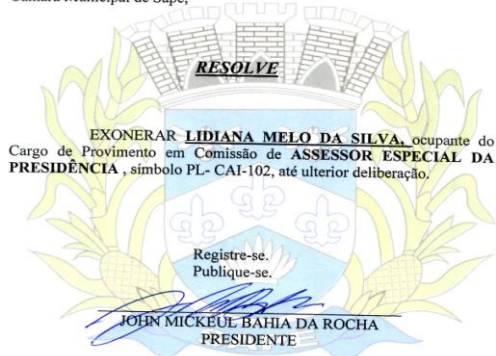 Câmara Municipal de Sapé,
RESOLVE
EXONERAR LIDIANA MELO DA SILVA, ocupante do
Cargo de Provimento em Comissão de ASSESSOR ESPECIAL DA
PRESIDÊNCIA , símbolo PL- CAI-102, até ulterior deliberação.
Registre-se.
Publique-se.
JOHN MICKEUL BAHIA DA ROCHA
PRESIDENTE